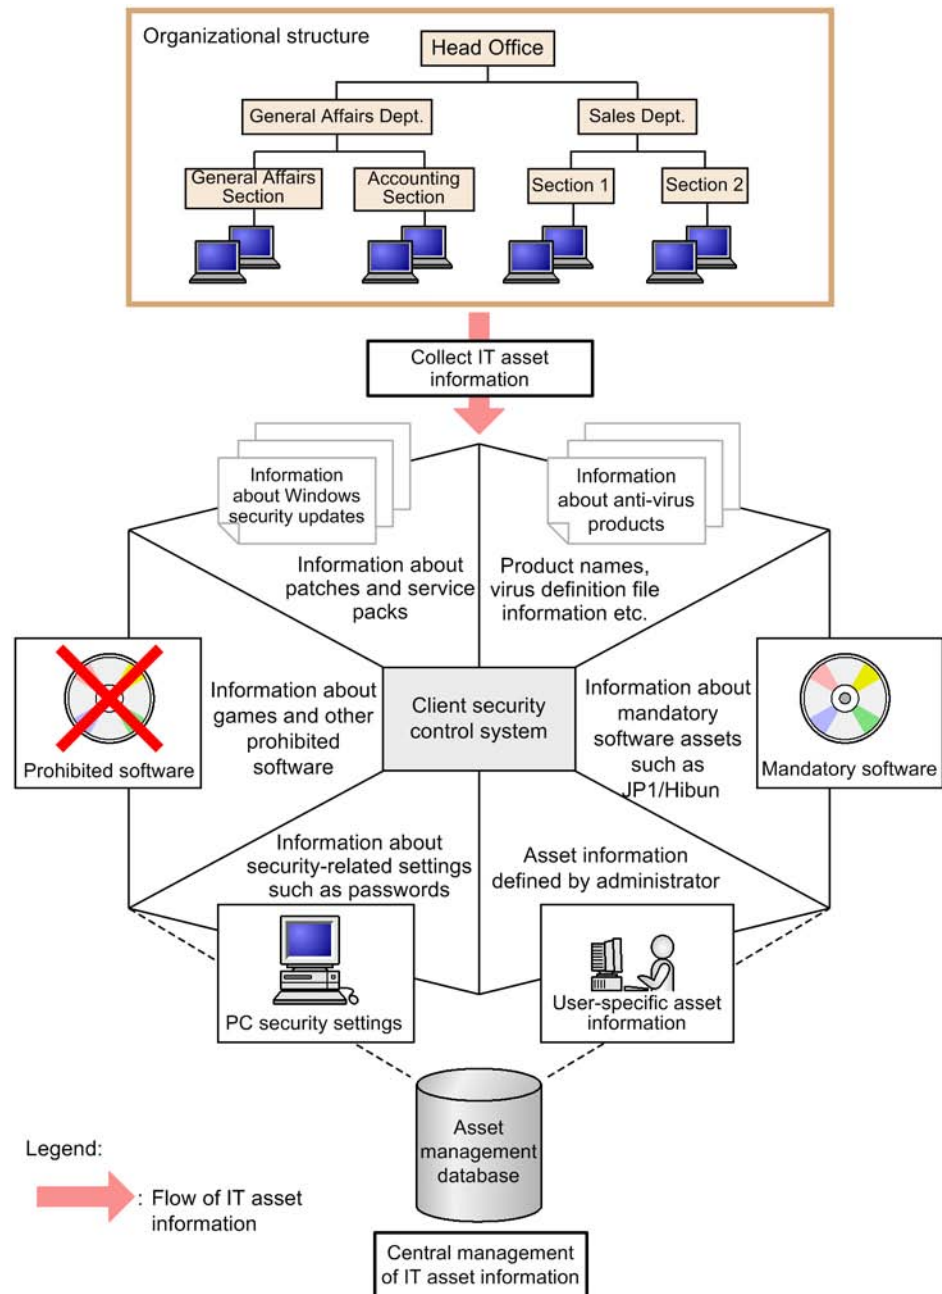 Organizational structure
Head Office
General Affairs Dept.
Sales Dept.
General Affairs
Section
Accounting
Section
Section 1
Section 2
Collect IT asset
information
Information
about Windows
security updates
Information
about anti-virus
products
Information about
patches and service
packs
Product names,
virus definition file
information etc.
Prohibited software
Information about
games and other
prohibited
software
Client security
control system
Information about
mandatory
software assets
such as
JP1/Hibun
Mandatory software
Information about
security-related settings
such as passwords
Asset information
defined by administrator
PC security settings
User-specific asset
information
Asset
management
database
Legend:
: Flow of IT asset
information
Central management
of IT asset information